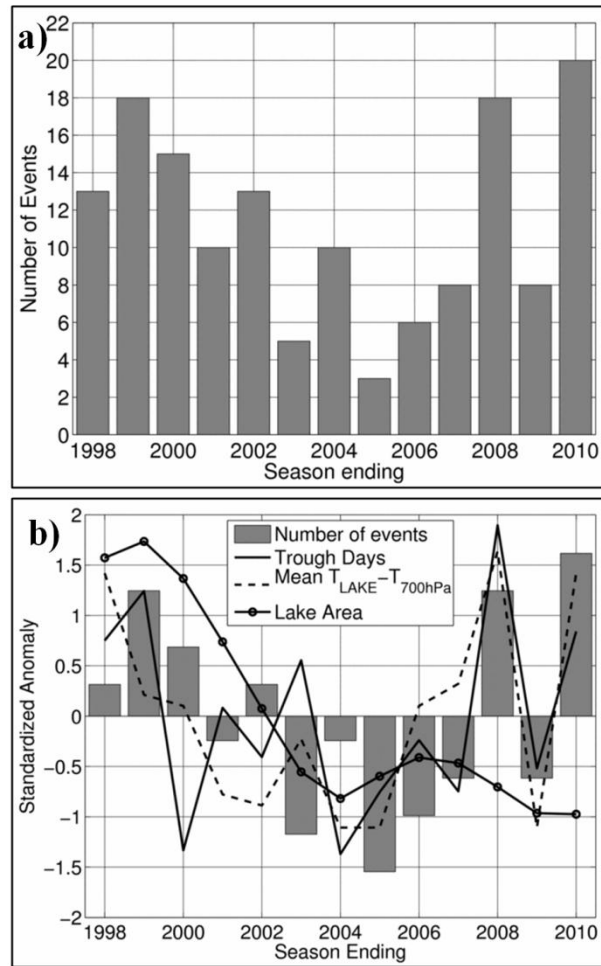 a)
22
20
18
16
14
12
10
8
6
4
2
0
Number of Events
1998 2000 2002 2004 2006 2008 2010
Season ending
b)
2
1.5
1
0.5
0
-0.5
-1
-1.5
-2
Standardized Anomaly
Number of events
Trough Days
Mean T_LAKE-T_700hPa
Lake Area
1998 2000 2002 2004 2006 2008 2010
Season Ending